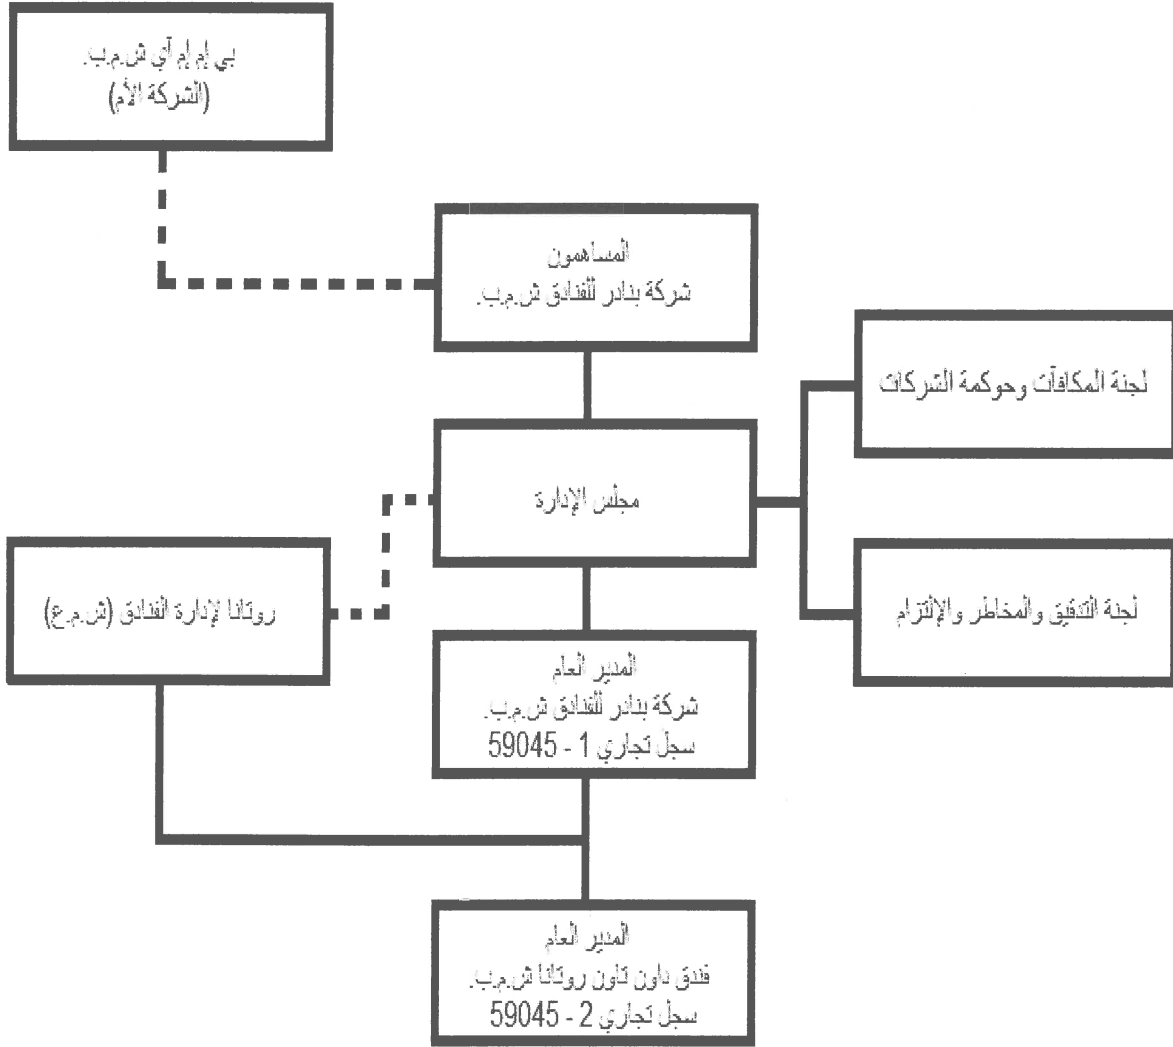 بي إم إم آي ش.م.ب.
(الشركة الأم)
المساهمون
شركة بنادر للفنادق ش.م.ب.
لجنة المكافآت وحوكمة الشركات
مجلس الإدارة
روتانا لإدارة الفنادق (ش.م.ع)
لجنة التدقيق والمخاطر والإلتزام
المدير العام
شركة بنادر للفنادق ش.م.ب.
سجل تجاري 1 - 59045
المدير العام
فندق داون تاون روتانا ش.م.ب.
سجل تجاري 2 - 59045